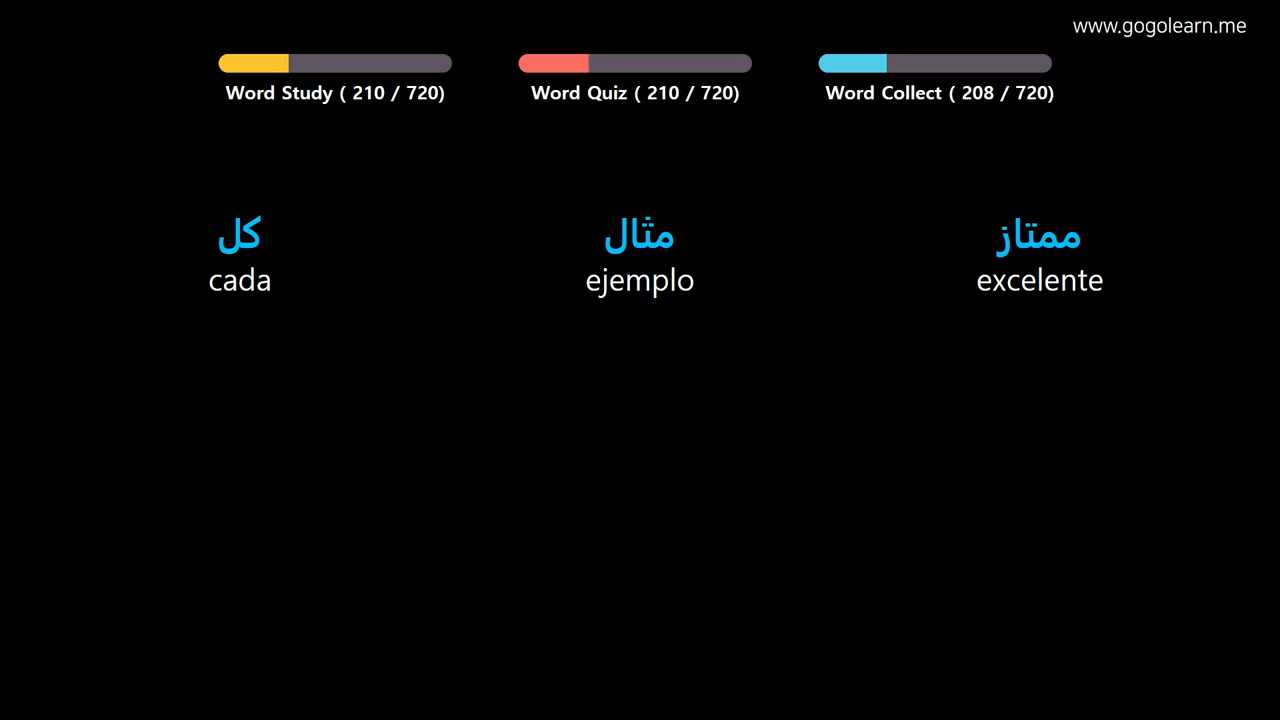 www.gogolearn.me
Word Study ( 210 / 720)
Word Quiz ( 210 / 720)
Word Collect ( 208 / 720)
كل
cada
مثال
ejemplo
ممتاز
excelente